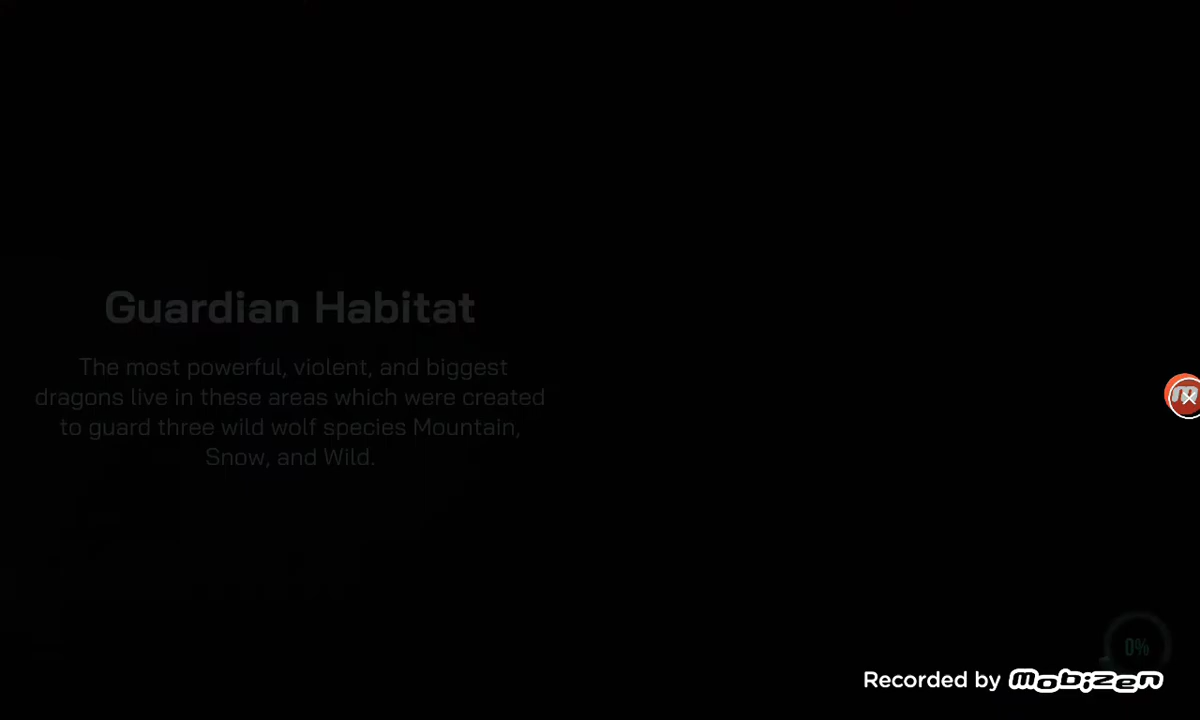 Guardian Habitat
The most powerful, violent, and biggest
dragons live in these areas which were created
to guard three wild wolf species Mountain,
Snow, and Wild.
0%
Recorded by mobizen